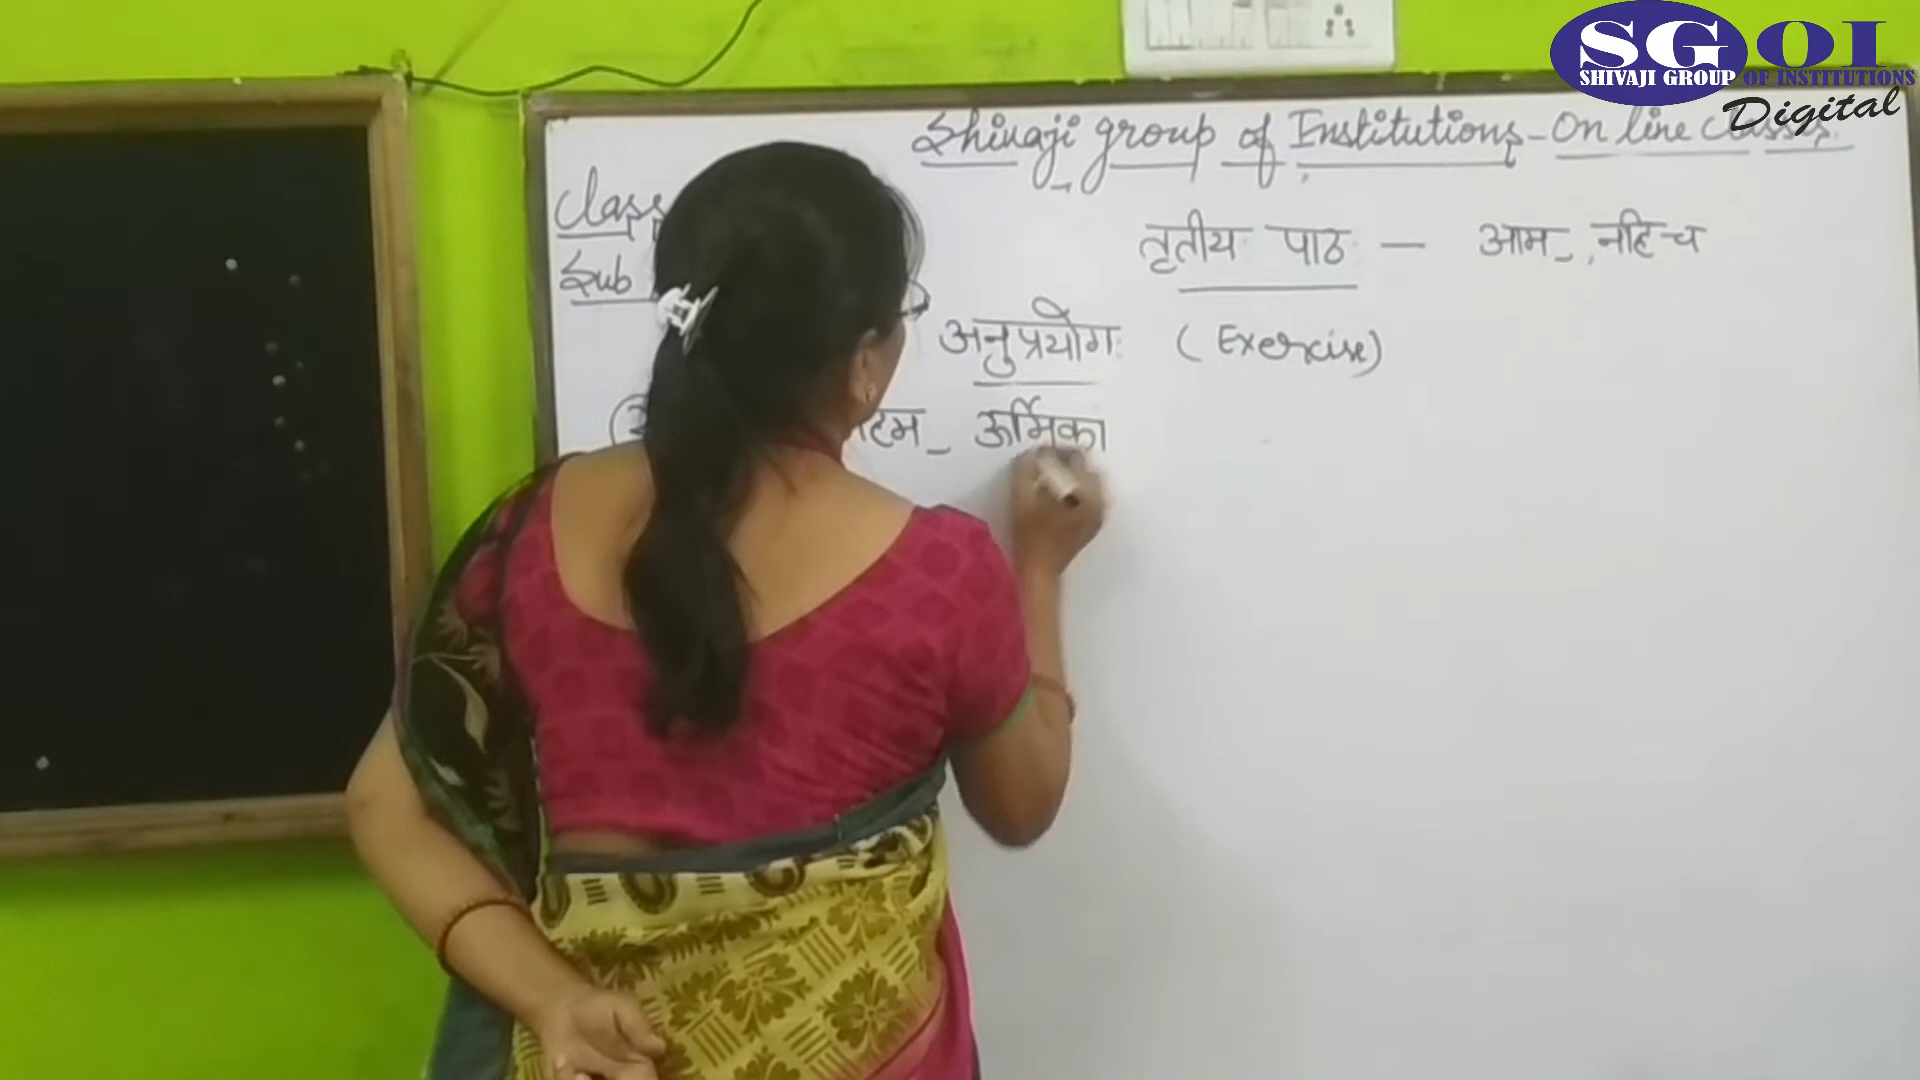 SGOI
SHIVAJI GROUP OF INSTITUTIONS
Digital
Shivaji group of Institutions - On line Classes.
Class
Sub
तृतीय पाठ — आम्, नहि च
अनुप्रयोगः (Exercise)
ऊर्मिका